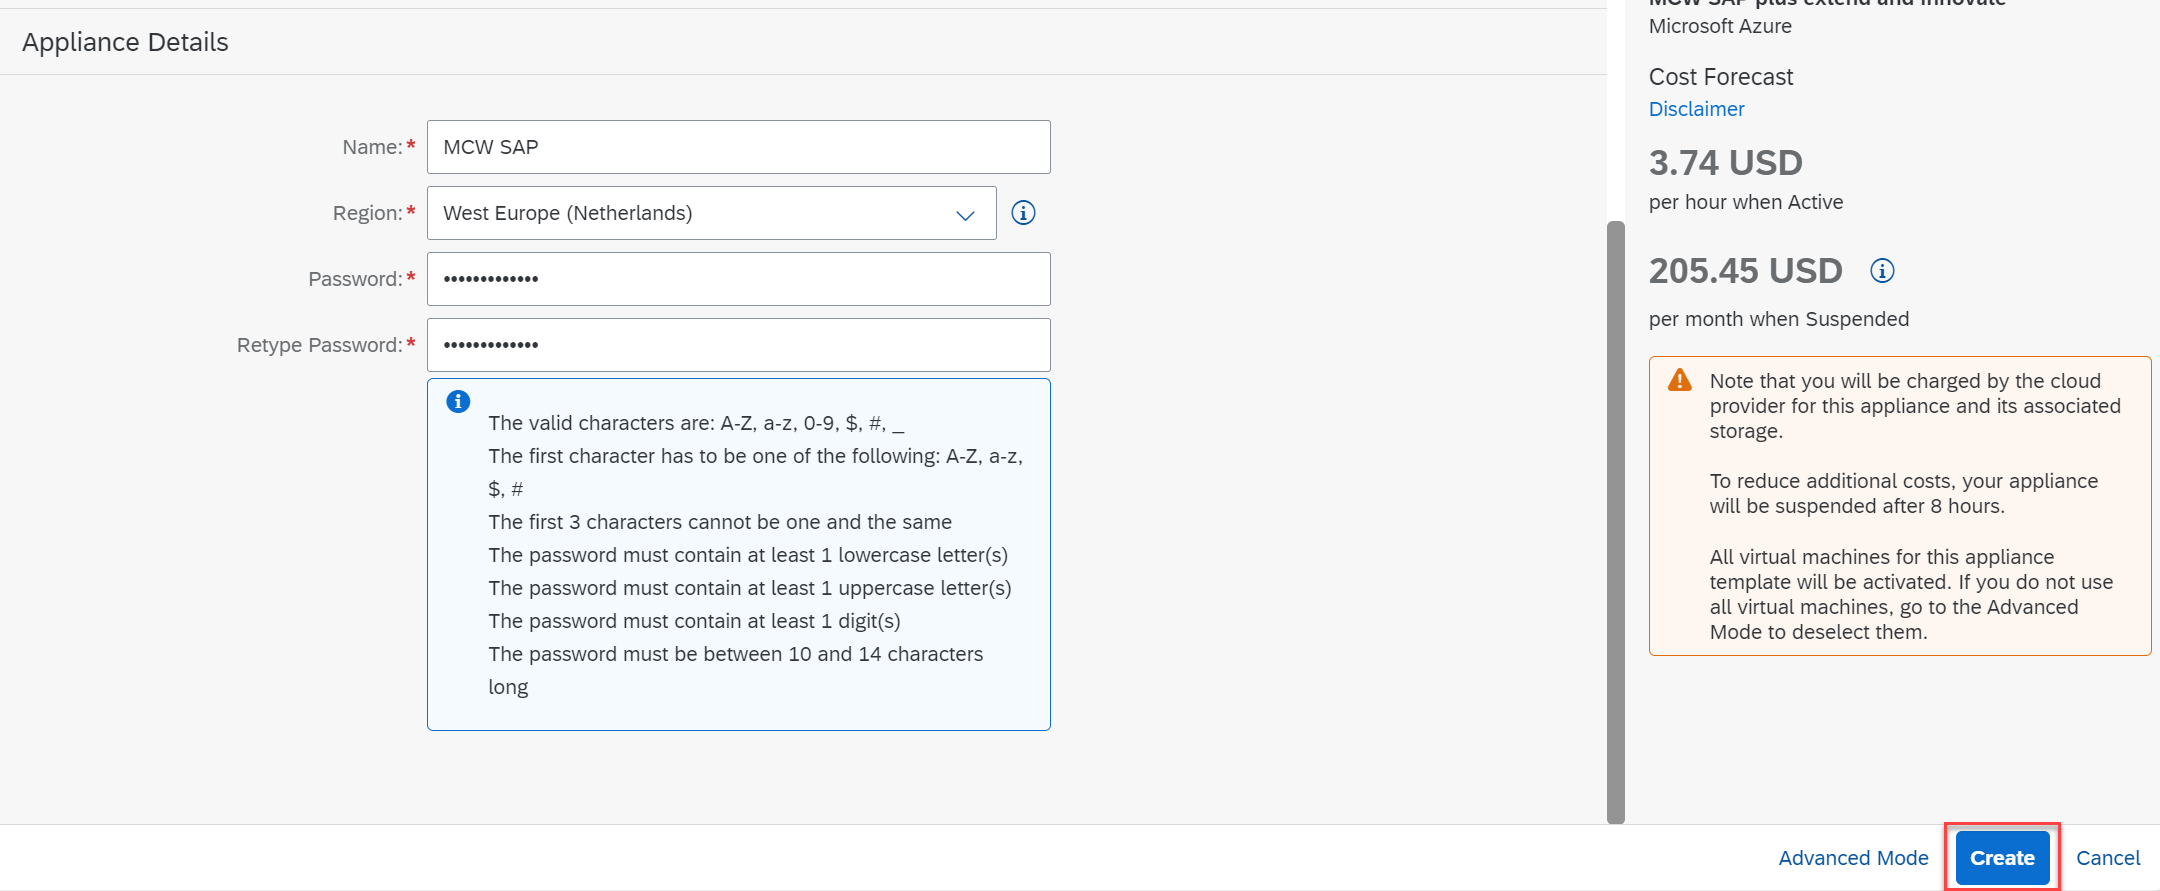 Appliance Details
Name:*
MCW SAP
Region:*
West Europe (Netherlands)
Password:*
•••••••••••••
Retype Password:*
•••••••••••••
The valid characters are: A-Z, a-z, 0-9, $, #, _
The first character has to be one of the following: A-Z, a-z,
$, #
The first 3 characters cannot be one and the same
The password must contain at least 1 lowercase letter(s)
The password must contain at least 1 uppercase letter(s)
The password must contain at least 1 digit(s)
The password must be between 10 and 14 characters
long
MCW SAP plus extend and innovate
Microsoft Azure
Cost Forecast
Disclaimer
3.74 USD
per hour when Active
205.45 USD
per month when Suspended
Note that you will be charged by the cloud
provider for this appliance and its associated
storage.
To reduce additional costs, your appliance
will be suspended after 8 hours.
All virtual machines for this appliance
template will be activated. If you do not use
all virtual machines, go to the Advanced
Mode to deselect them.
Advanced Mode
Create
Cancel